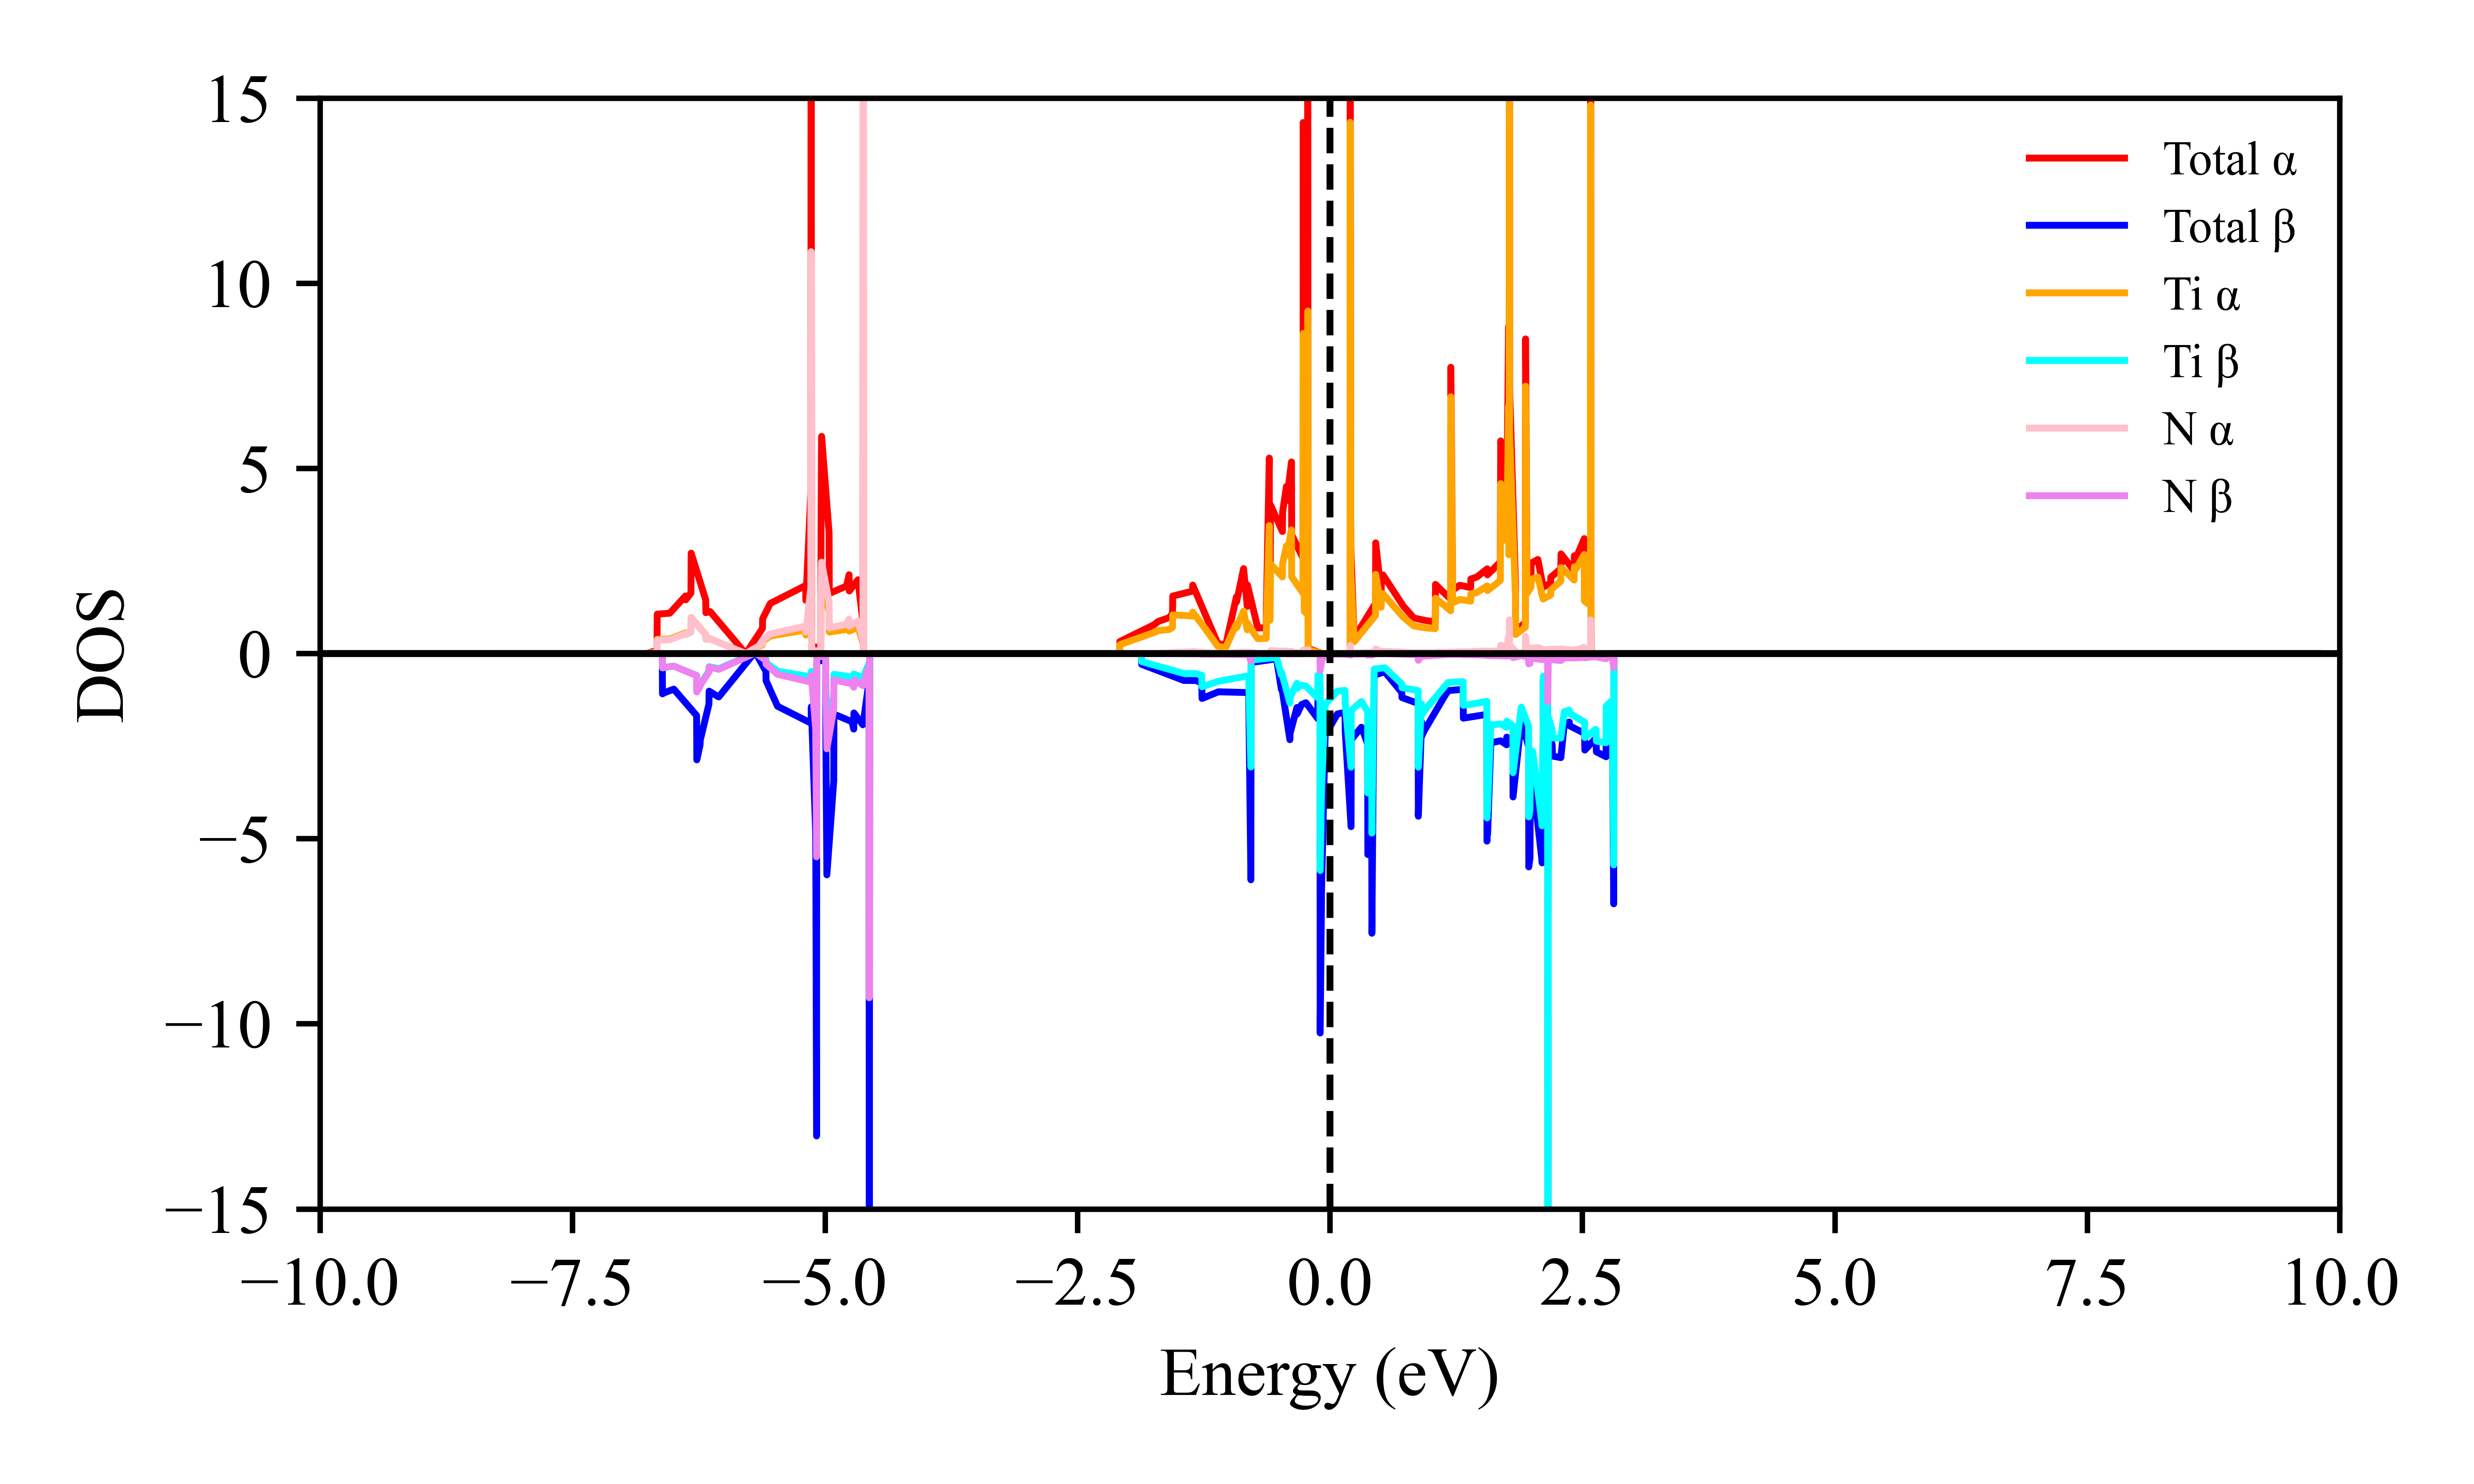 15
10
5
0
−5
−10
−15
DOS
Total α
Total β
Ti α
Ti β
N α
N β
−10.0 −7.5 −5.0 −2.5 0.0 2.5 5.0 7.5 10.0
Energy (eV)